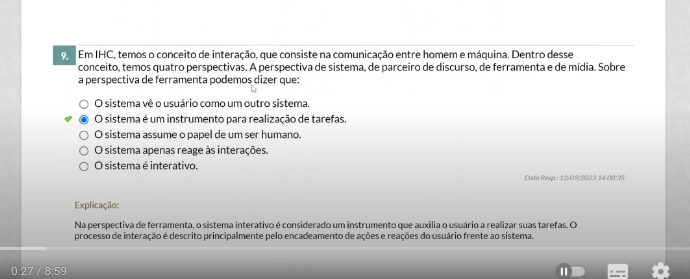 9. Em IHC, temos o conceito de interação, que consiste na comunicação entre homem e máquina. Dentro desse
conceito, temos quatro perspectivas. A perspectiva de sistema, de parceiro de discurso, de ferramenta e de mídia. Sobre
a perspectiva de ferramenta podemos dizer que:
O sistema vê o usuário como um outro sistema.
O sistema é um instrumento para realização de tarefas.
O sistema assume o papel de um ser humano.
O sistema apenas reage às interações.
O sistema é interativo.
Data Resp.: 12/09/2023 14:08:35
Explicação:
Na perspectiva de ferramenta, o sistema interativo é considerado um instrumento que auxilia o usuário a realizar suas tarefas. O
processo de interação é descrito principalmente pelo encadeamento de ações e reações do usuário frente ao sistema.
0:27 / 8:59